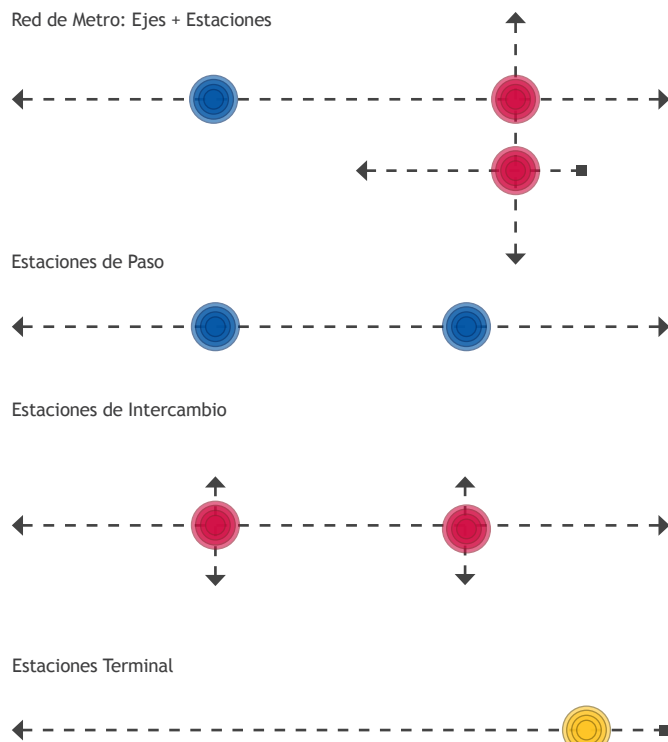 Red de Metro: Ejes + Estaciones
Estaciones de Paso
Estaciones de Intercambio
Estaciones Terminal